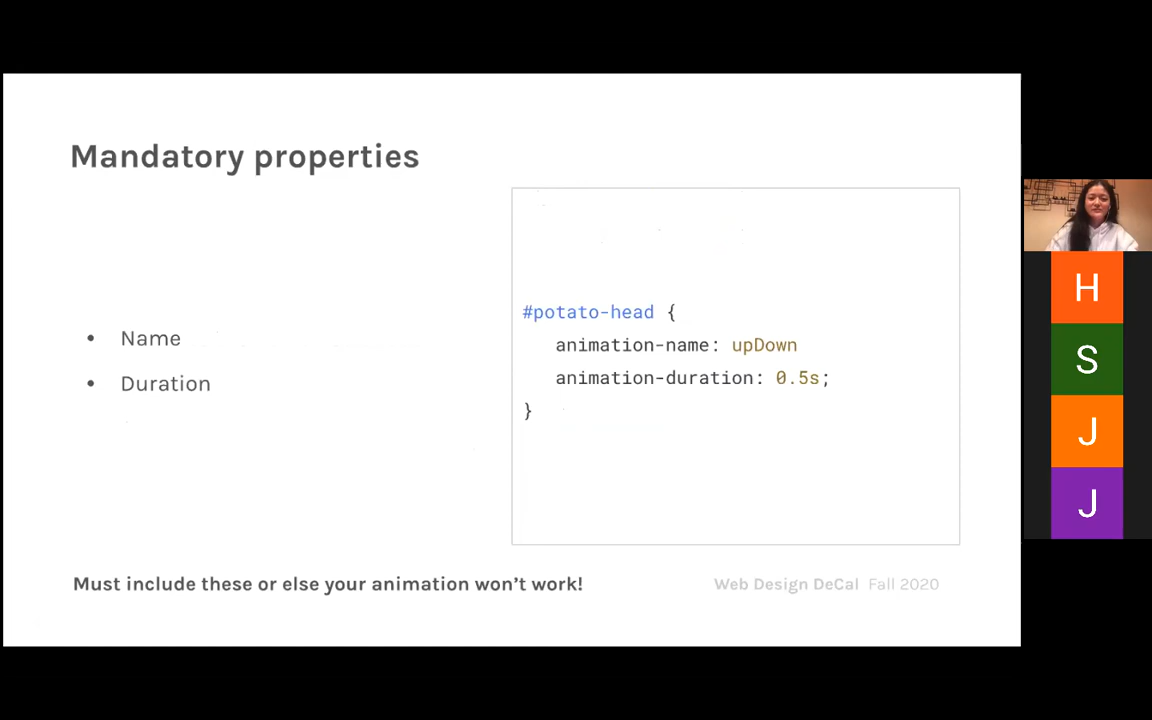 Mandatory properties
• Name
• Duration
#potato-head {
animation-name: upDown
animation-duration: 0.5s;
}
Must include these or else your animation won't work!
Web Design DeCal Fall 2020
H
S
J
J